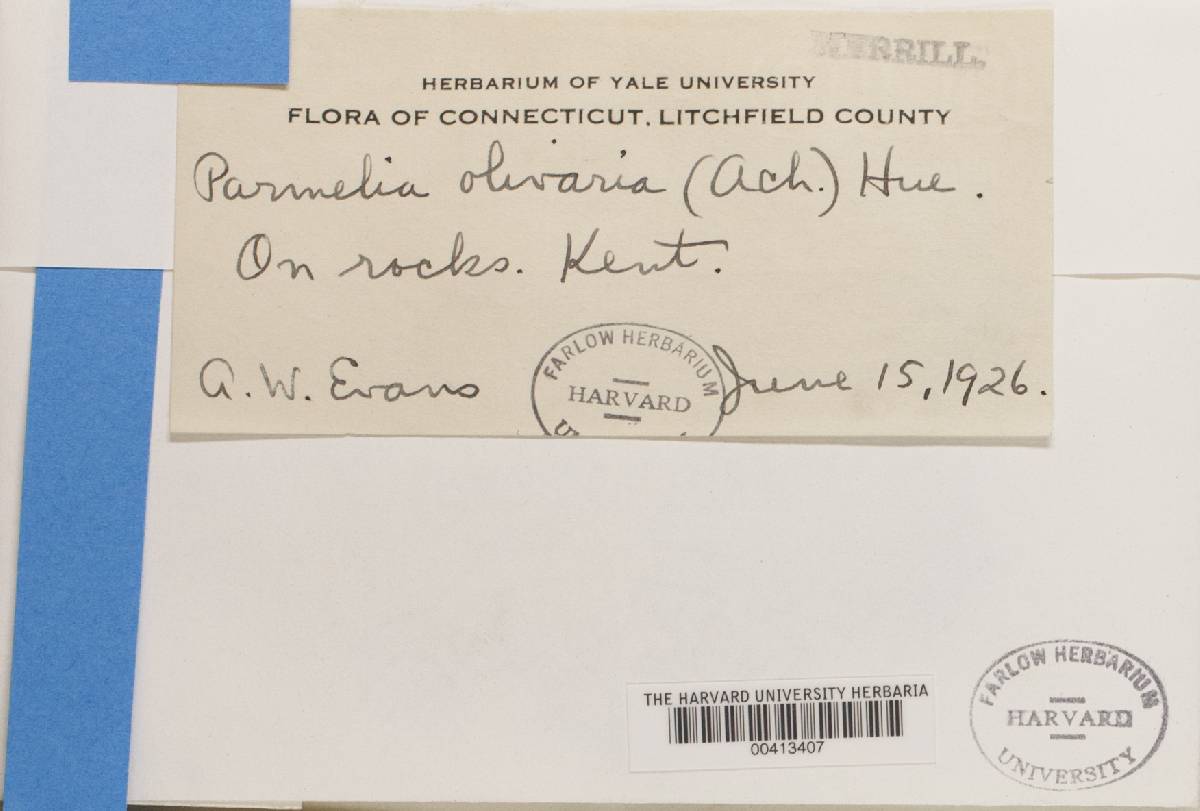 MERRILL.
HERBARIUM OF YALE UNIVERSITY
FLORA OF CONNECTICUT, LITCHFIELD COUNTY
Parmelia olivaria (Ach.) Hue.
On rocks. Kent.
A. W. Evans
June 15, 1926.
FARLOW HERBARIUM
HARVARD
THE HARVARD UNIVERSITY HERBARIA
00413407
FARLOW HERBARIUM
HARVARD
UNIVERSITY